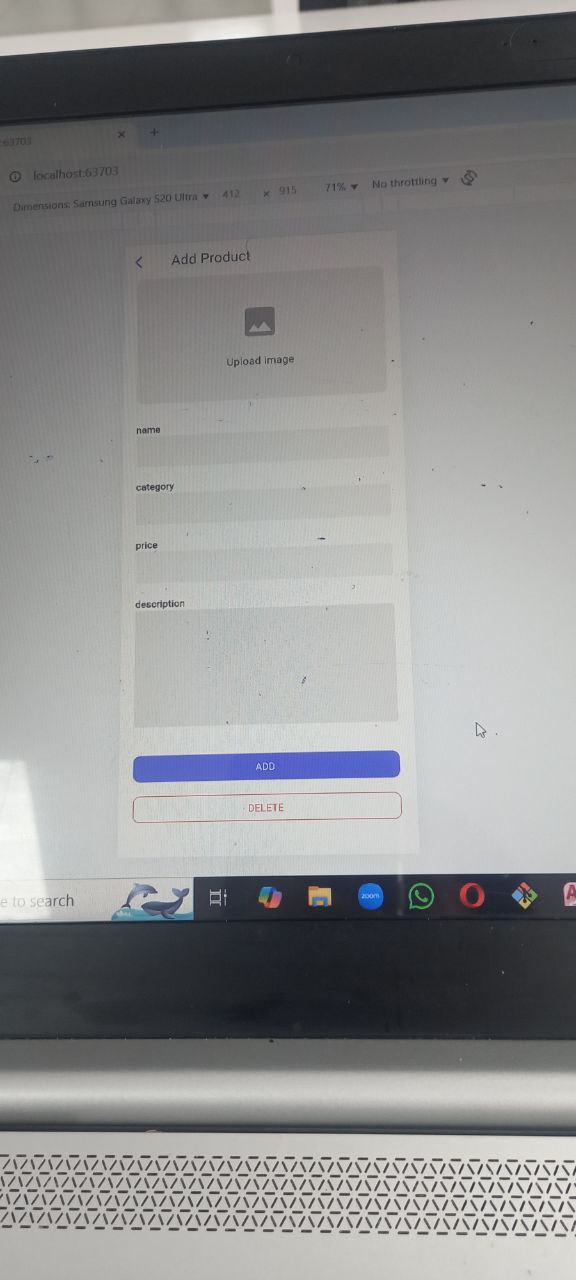 :63703
localhost:63703
Dimensions: Samsung Galaxy S20 Ultra 412 × 915 71% No throttling
Add Product
Upload image
name
category
price
description
ADD
DELETE
e to search
zoom
A